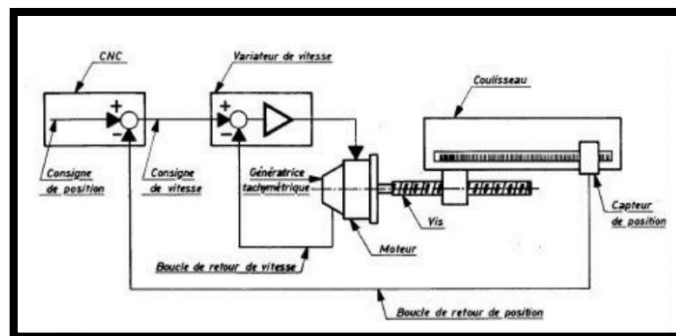 CNC
Variateur de vitesse
Coulisseau
+
-
+
-
Consigne
de position
Consigne
de vitesse
Génératrice
tachymétrique
Vis
Capteur
de position
Moteur
Boucle de retour de vitesse
Boucle de retour de position